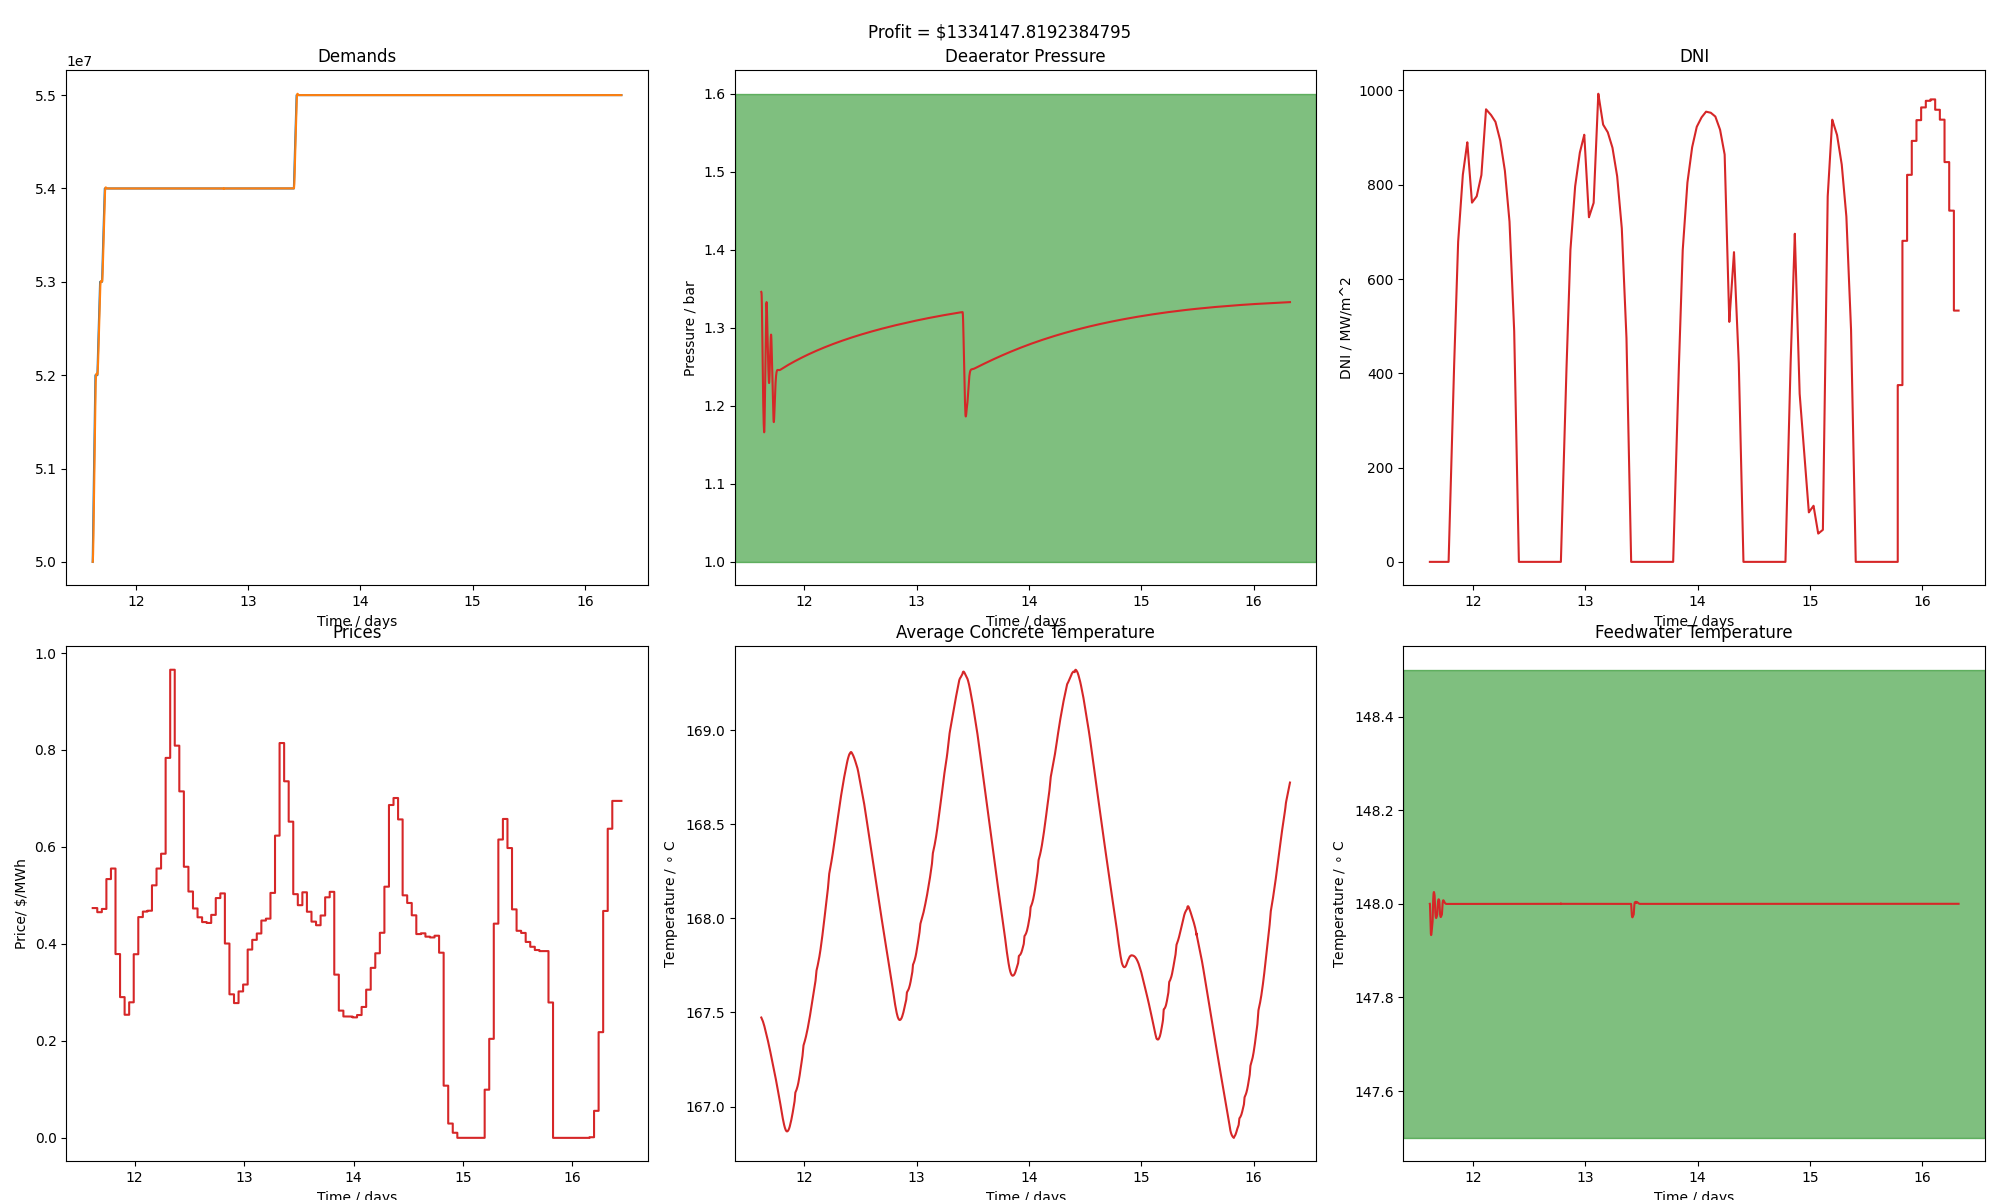 Profit = $1334147.8192384795
Demands
1e7
5.5
5.4
5.3
5.2
5.1
5.0
12 13 14 15 16
Time / days
Deaerator Pressure
Pressure / bar
1.6
1.5
1.4
1.3
1.2
1.1
1.0
12 13 14 15 16
Time / days
DNI
DNI / MW/m^2
1000
800
600
400
200
0
12 13 14 15 16
Time / days
Prices
Price/ $/MWh
1.0
0.8
0.6
0.4
0.2
0.0
12 13 14 15 16
Time / days
Average Concrete Temperature
Temperature / ∘ C
169.0
168.5
168.0
167.5
167.0
12 13 14 15 16
Time / days
Feedwater Temperature
Temperature / ∘ C
148.4
148.2
148.0
147.8
147.6
12 13 14 15 16
Time / days